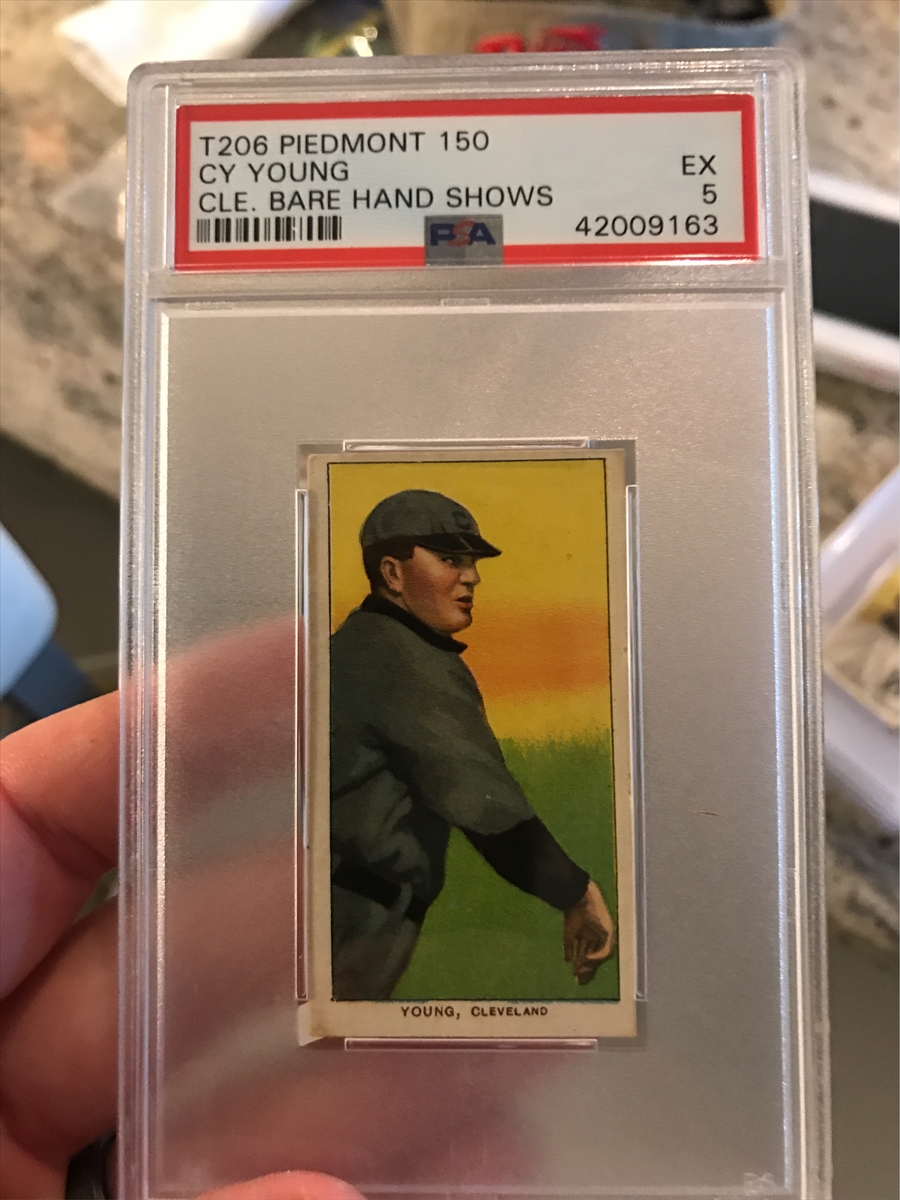 T206 PIEDMONT 150
CY YOUNG
EX
CLE. BARE HAND SHOWS
5
PSA
42009163
C
YOUNG, CLEVELAND